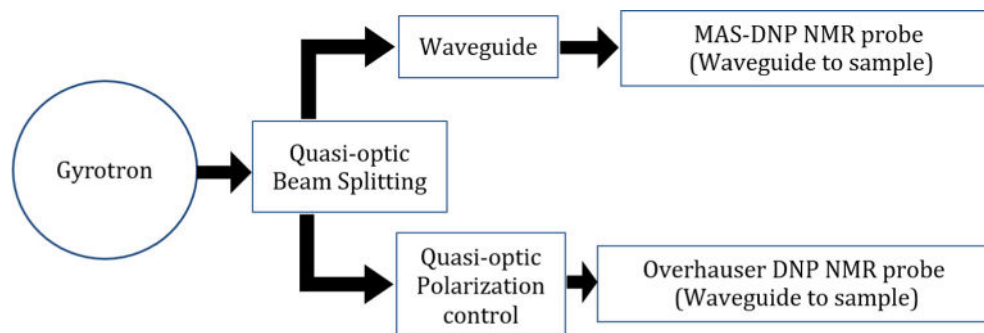 Gyrotron
Quasi-optic
Beam Splitting
Waveguide
MAS-DNP NMR probe
(Waveguide to sample)
Quasi-optic
Polarization
control
Overhauser DNP NMR probe
(Waveguide to sample)